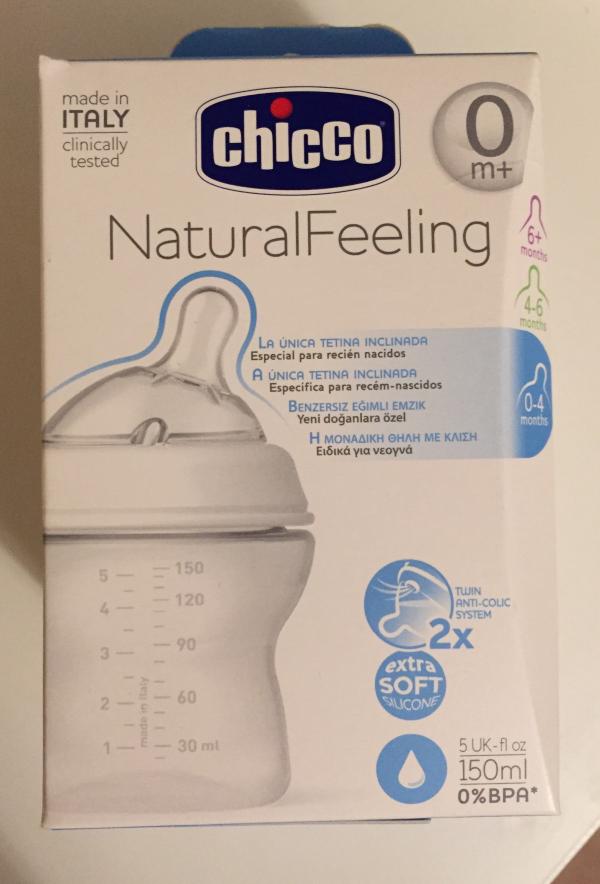 made in
ITALY
clinically
tested
chicco
0
m+
NaturalFeeling
6+
months
4-6
months
0-4
months
LA ÚNICA TETINA INCLINADA
Especial para recién nacidos
A ÚNICA TETINA INCLINADA
Especifica para recém-nascidos
BENZERSIZ EĞIMLI EMZIK
Yeni doğanlara özel
Η ΜΟΝΑΔΙΚΗ ΘΗΛΗ ΜΕ ΚΛΙΣΗ
Ειδικά για νεογνά
5 150
4 120
3 90
2 60
1 30 ml
made in italy
TWIN
ANTI-COLIC
SYSTEM
2x
extra
SOFT
SILICONE
5 UK-fl oz
150ml
0%BPA*